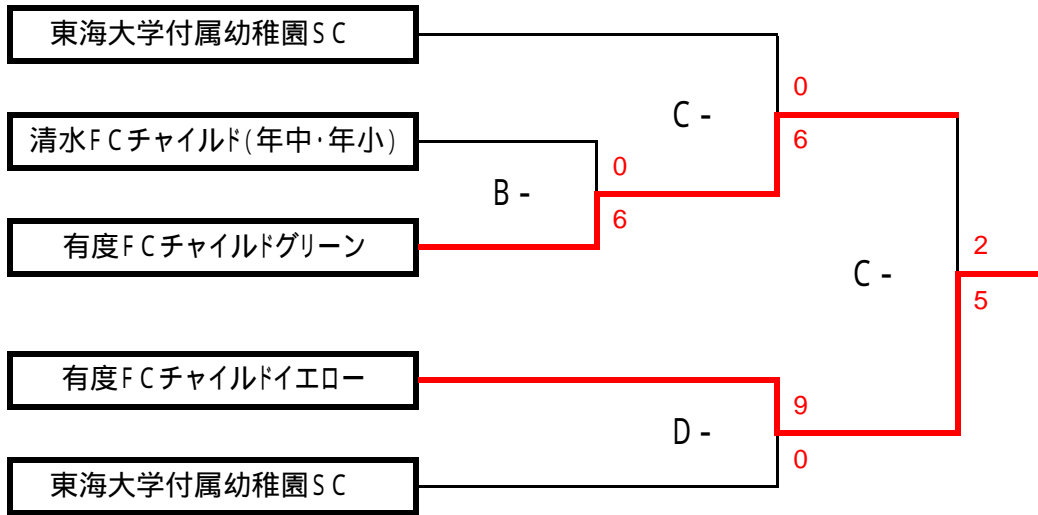 東海大学付属幼稚園SC
0
C-
清水FCチャイルド(年中・年小)
6
0
B-
6
有度FCチャイルドグリーン
2
C-
5
有度FCチャイルドイエロー
9
D-
0
東海大学付属幼稚園SC